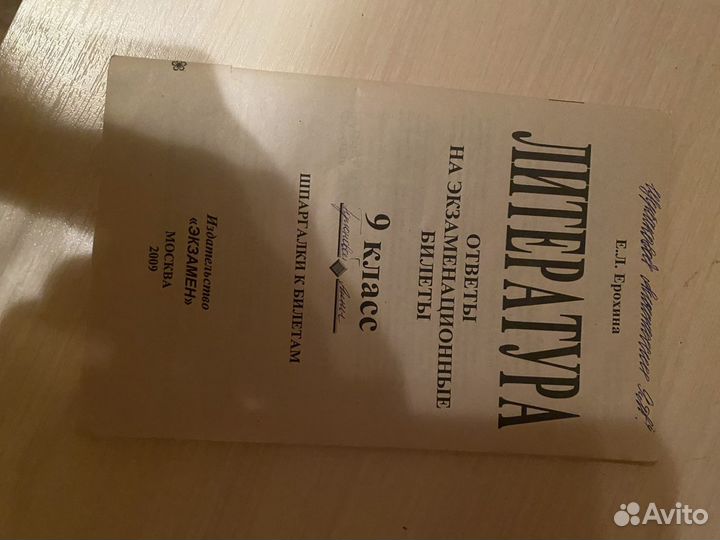 Е.Л. Ерохина
ЛИТЕРАТУРА
ОТВЕТЫ
НА ЭКЗАМЕНАЦИОННЫЕ
БИЛЕТЫ
9 класс
ШПАРГАЛКИ К БИЛЕТАМ
Издательство
«ЭКЗАМЕН»
МОСКВА
2009
Avito